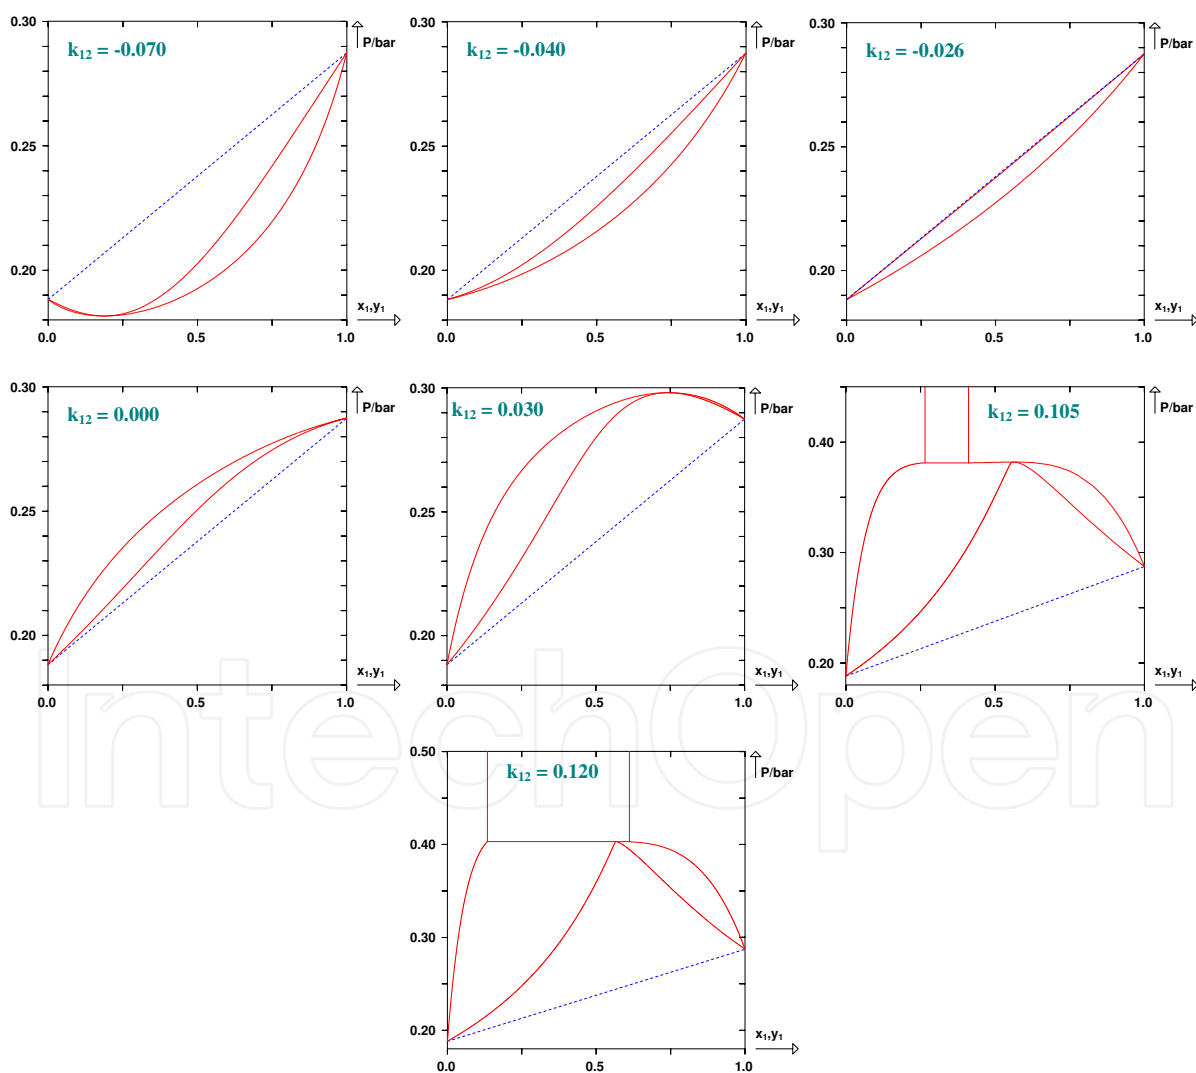 0.30
k12 = -0.070
P/bar
0.25
0.20
x1,y1
0.0 0.5 1.0
0.30
k12 = -0.040
P/bar
0.25
0.20
x1,y1
0.0 0.5 1.0
0.30
k12 = -0.026
P/bar
0.25
0.20
x1,y1
0.0 0.5 1.0
0.30
k12 = 0.000
P/bar
0.25
0.20
x1,y1
0.0 0.5 1.0
0.30
k12 = 0.030
P/bar
0.25
0.20
x1,y1
0.0 0.5 1.0
k12 = 0.105
P/bar
0.40
0.30
0.20
x1,y1
0.0 0.5 1.0
IntechOpen
0.50
k12 = 0.120
P/bar
0.40
0.30
0.20
x1,y1
0.0 0.5 1.0